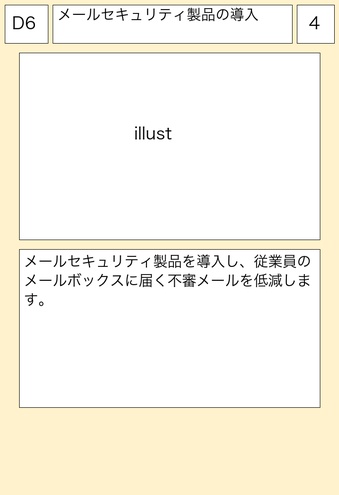 D6
メールセキュリティ製品の導入
4
illust
メールセキュリティ製品を導入し、従業員の
メールボックスに届く不審メールを低減しま
す。